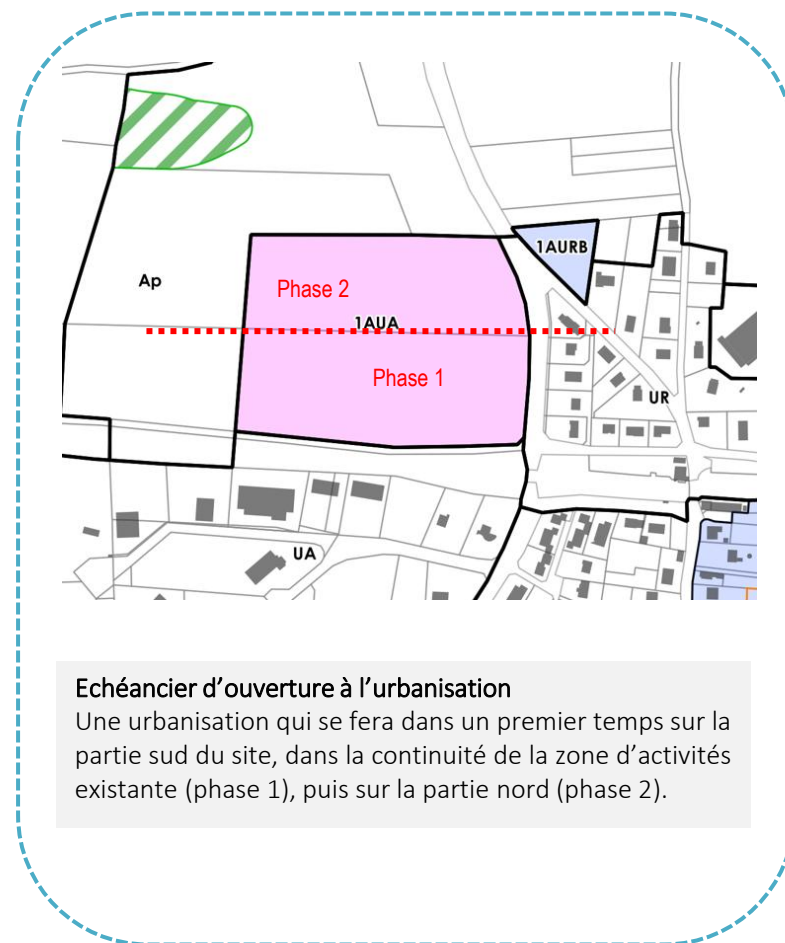 1AURB
Ap
Phase 2
1AUA
Phase 1
UR
UA
Echéancier d’ouverture à l’urbanisation
Une urbanisation qui se fera dans un premier temps sur la
partie sud du site, dans la continuité de la zone d’activités
existante (phase 1), puis sur la partie nord (phase 2).